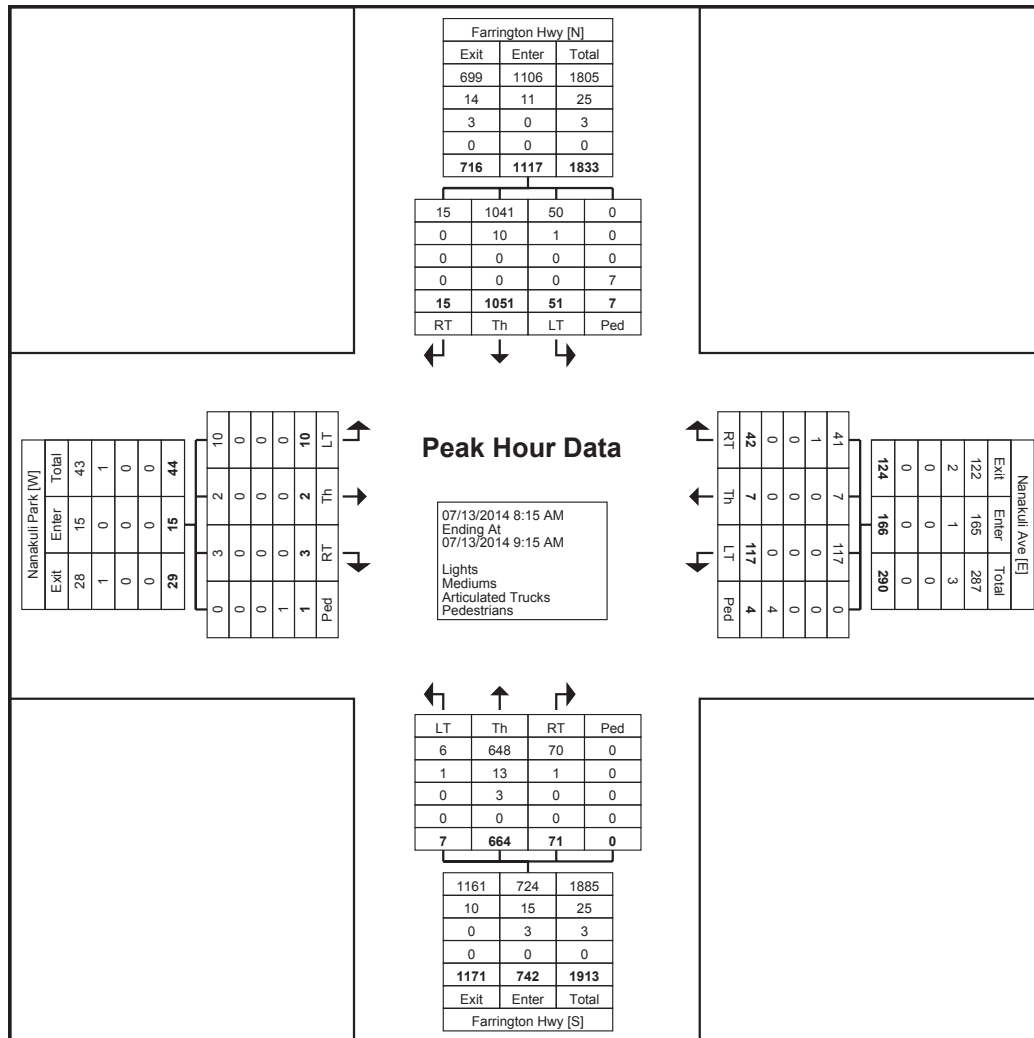 Farrington Hwy [N]
Exit Enter Total
699 1106 1805
14 11 25
3 0 3
0 0 0
716 1117 1833
15 1041 50 0
0 10 1 0
0 0 0 0
0 0 0 7
15 1051 51 7
RT Th LT Ped
Nanakuli Park [W]
Total Enter Exit
43 15 28
1 0 1
0 0 0
0 0 0
44 15 29
10 2 3 0
0 0 0 0
0 0 0 0
0 0 0 1
10 2 3 1
LT Th RT Ped
Peak Hour Data
07/13/2014 8:15 AM
Ending At
07/13/2014 9:15 AM
Lights
Mediums
Articulated Trucks
Pedestrians
RT Th LT Ped
42 7 117 4
0 0 0 4
0 0 0 0
1 0 0 0
41 7 117 0
124 166 290
0 0 0
0 0 0
2 1 3
122 165 287
Exit Enter Total
Nanakuli Ave [E]
LT Th RT Ped
6 648 70 0
1 13 1 0
0 3 0 0
0 0 0 0
7 664 71 0
1161 724 1885
10 15 25
0 3 3
0 0 0
1171 742 1913
Exit Enter Total
Farrington Hwy [S]